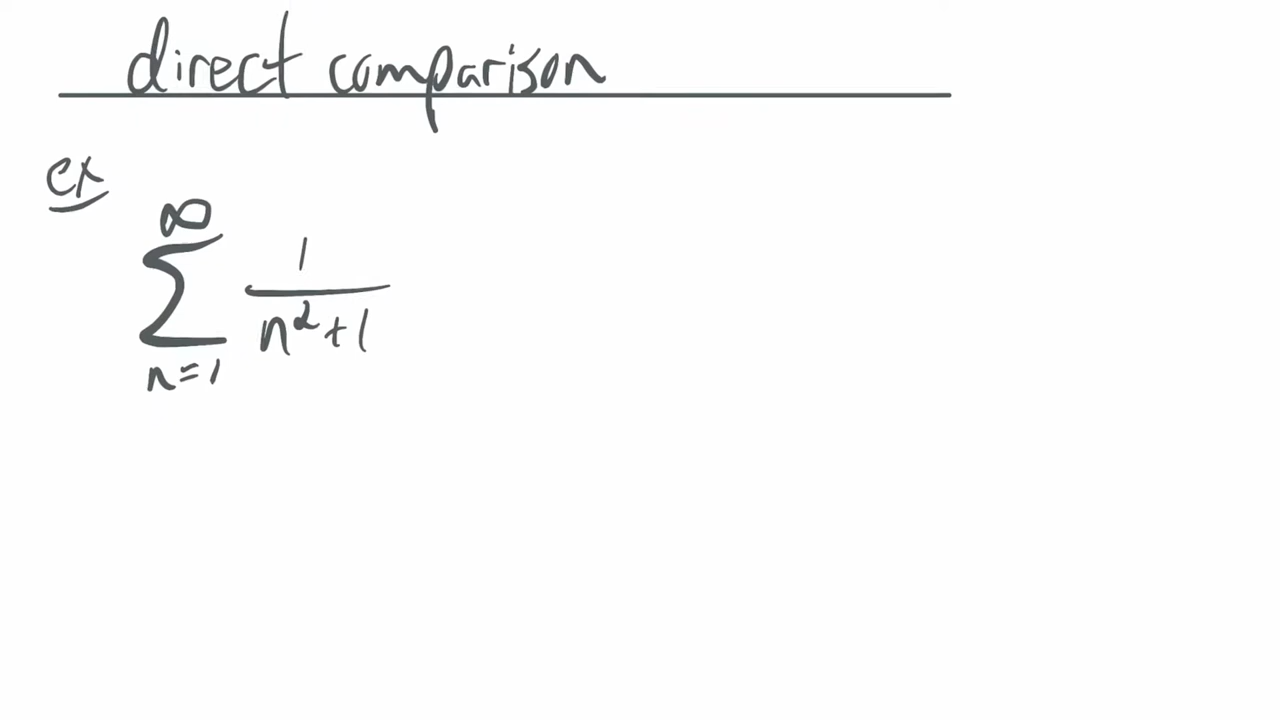 direct comparison
ex
∞
∑ 1/(n²+1)
n=1